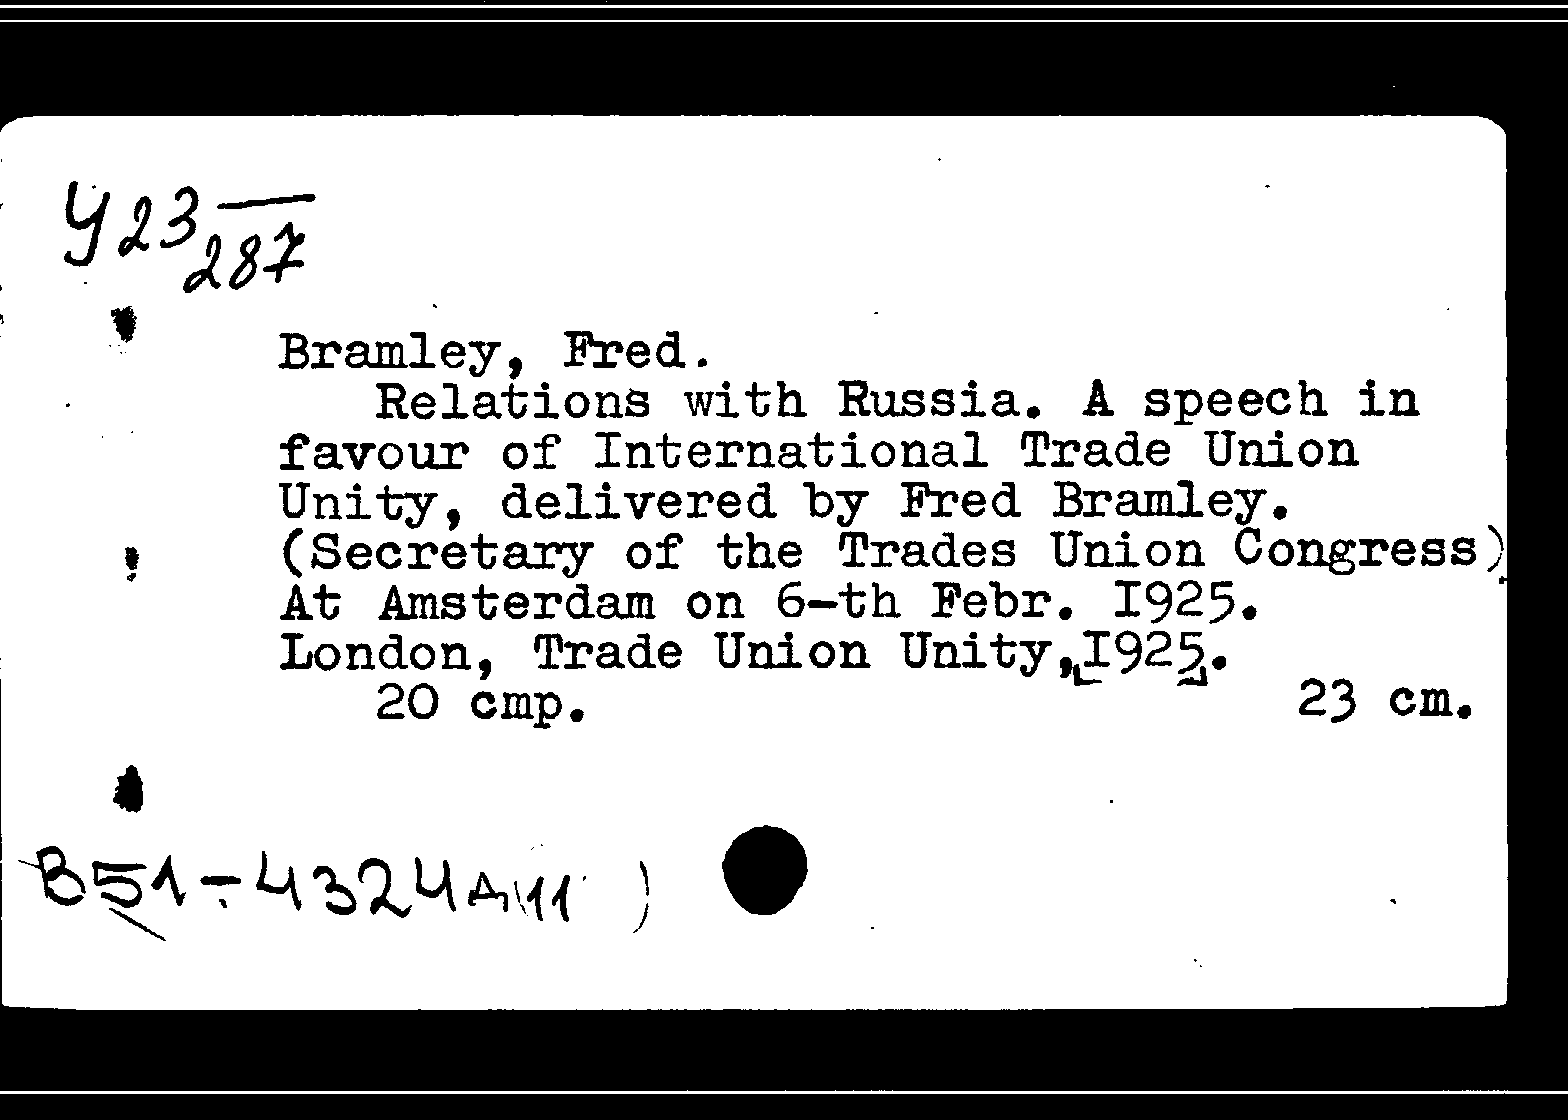 У23 —
287
Bramley, Fred.
Relations with Russia. A speech in
favour of International Trade Union
Unity, delivered by Fred Bramley.
(Secretary of the Trades Union Congress)
At Amsterdam on 6-th Febr. I925.
London, Trade Union Unity, [I925].
20 стр. 23 cm.
B51-4324